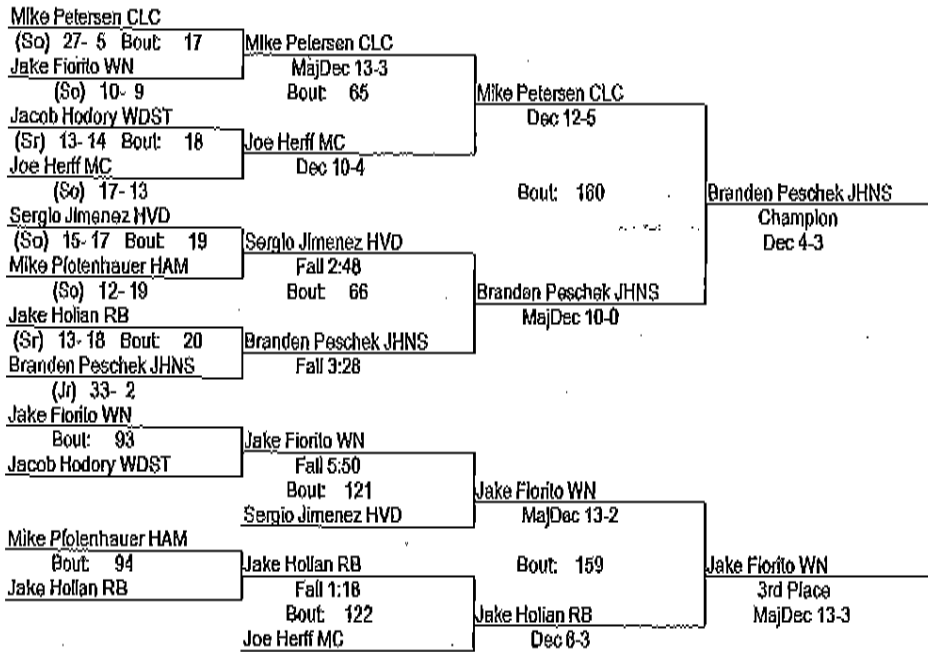 Mike Petersen CLC
(So) 27- 5 Bout: 17
Jake Fiorito WN
(So) 10- 9
Jacob Hodory WDST
(Sr) 13- 14 Bout: 18
Joe Herff MC
(So) 17- 13
Sergio Jimenez HVD
(So) 15- 17 Bout: 19
Mike Pfotenhauer HAM
(So) 12- 19
Jake Holian RB
(Sr) 13- 18 Bout: 20
Branden Peschek JHNS
(Jr) 33- 2
Mike Petersen CLC
MajDec 13-3
Bout: 65
Joe Herff MC
Dec 10-4
Sergio Jimenez HVD
Fall 2:48
Bout: 66
Branden Peschek JHNS
Fall 3:28
Mike Petersen CLC
Dec 12-5
Bout: 160
Branden Peschek JHNS
MajDec 10-0
Branden Peschek JHNS
Champion
Dec 4-3
Jake Fiorito WN
Bout: 93
Jacob Hodory WDST
Mike Pfotenhauer HAM
Bout: 94
Jake Holian RB
Jake Fiorito WN
Fall 5:50
Bout: 121
Sergio Jimenez HVD
Jake Holian RB
Fall 1:18
Bout: 122
Joe Herff MC
Jake Fiorito WN
MajDec 13-2
Bout: 159
Jake Holian RB
Dec 6-3
Jake Fiorito WN
3rd Place
MajDec 13-3